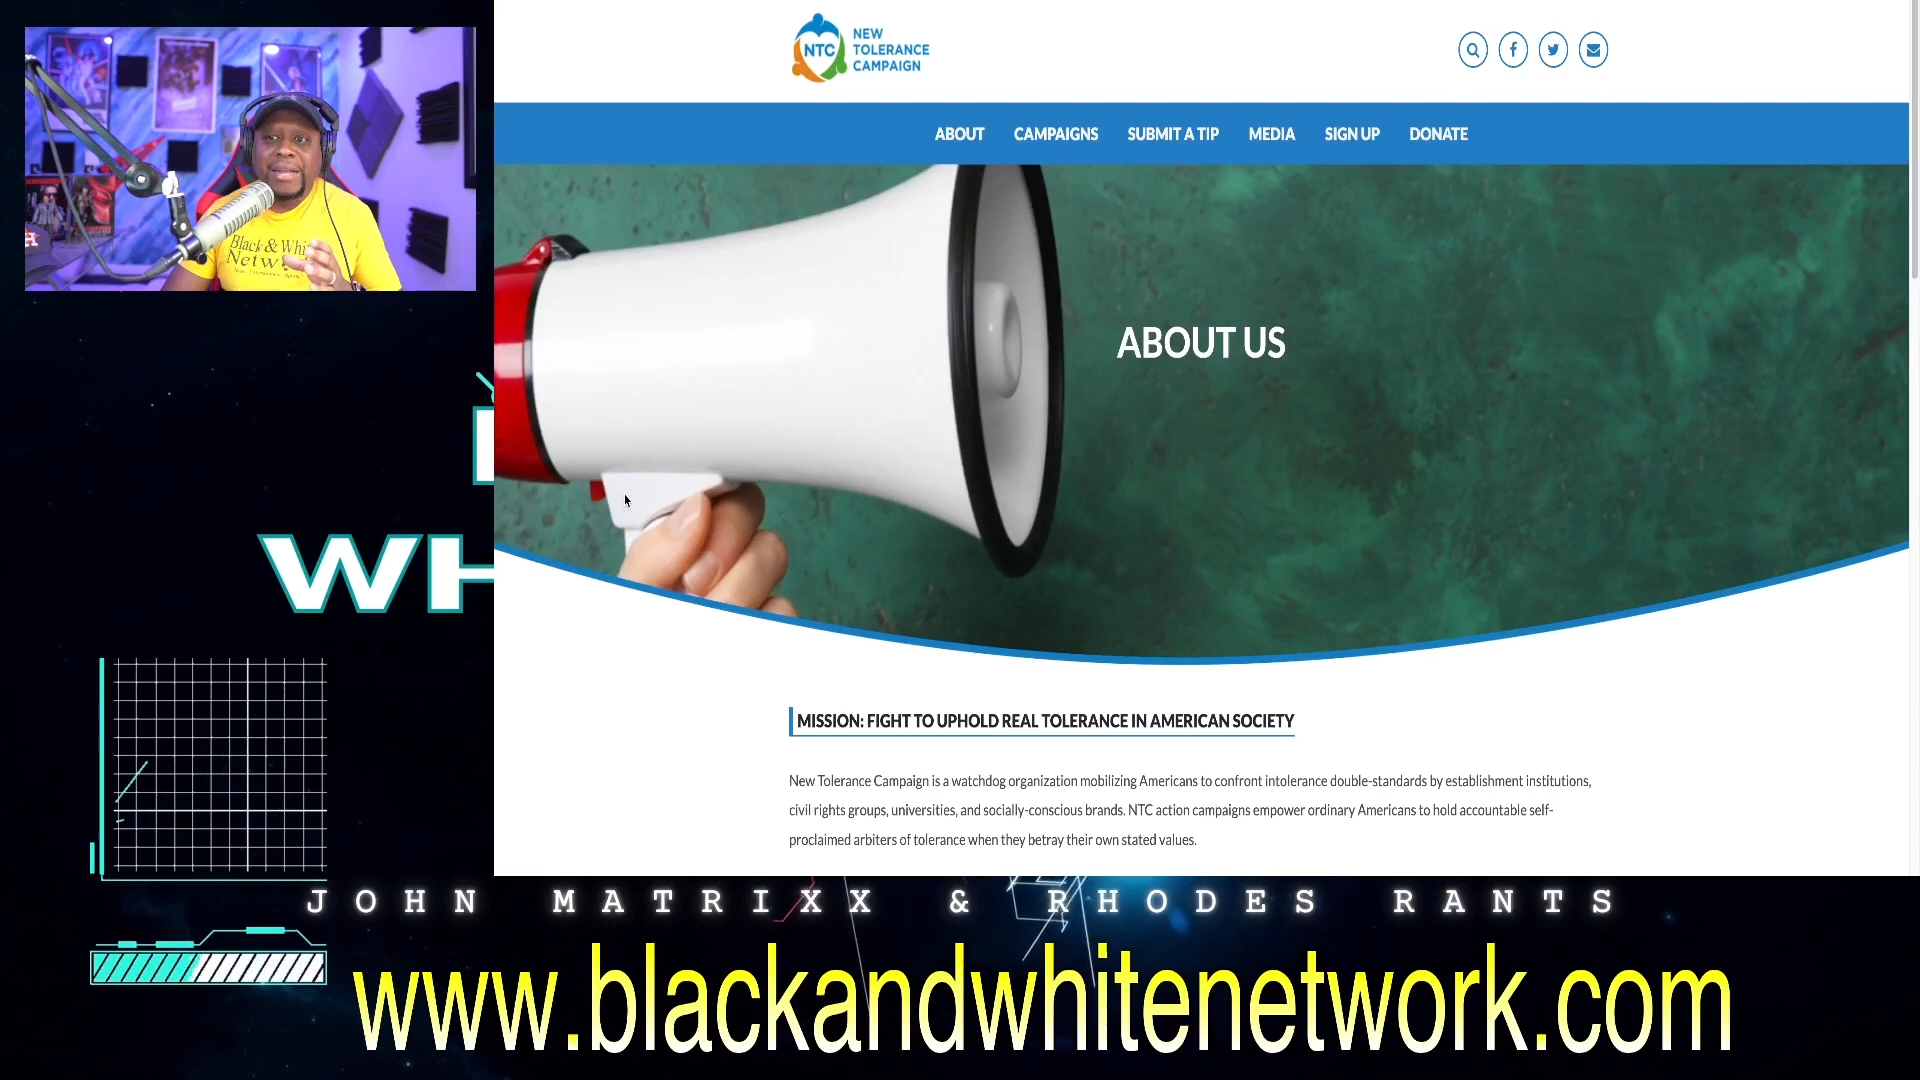 NTC
NEW
TOLERANCE
CAMPAIGN
ABOUT CAMPAIGNS SUBMIT A TIP MEDIA SIGN UP DONATE
ABOUT US
Black & Whi
Netw
WH
MISSION: FIGHT TO UPHOLD REAL TOLERANCE IN AMERICAN SOCIETY
New Tolerance Campaign is a watchdog organization mobilizing Americans to confront intolerance double-standards by establishment institutions,
civil rights groups, universities, and socially-conscious brands. NTC action campaigns empower ordinary Americans to hold accountable self-
proclaimed arbiters of tolerance when they betray their own stated values.
JOHN MATRIXX & RHODES RANTS
www.blackandwhitenetwork.com